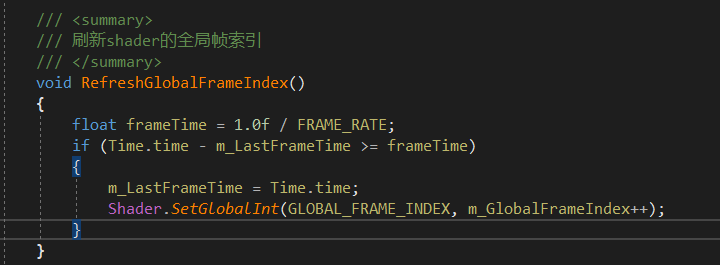 /// <summary>
/// 刷新shader的全局帧索引
/// </summary>
void RefreshGlobalFrameIndex()
{
float frameTime = 1.0f / FRAME_RATE;
if (Time.time - m_LastFrameTime >= frameTime)
{
m_LastFrameTime = Time.time;
Shader.SetGlobalInt(GLOBAL_FRAME_INDEX, m_GlobalFrameIndex++);
}
}